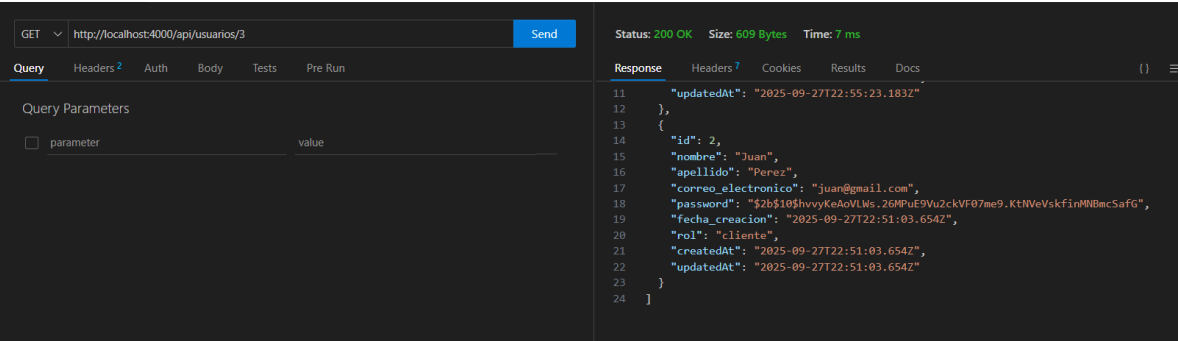 GET http://localhost:4000/api/usuarios/3 Send
Query Headers 2 Auth Body Tests Pre Run
Query Parameters
parameter value
Status: 200 OK Size: 609 Bytes Time: 7 ms
Response Headers 7 Cookies Results Docs { }
11 "updatedAt": "2025-09-27T22:55:23.183Z"
12 },
13 {
14 "id": 2,
15 "nombre": "Juan",
16 "apellido": "Perez",
17 "correo_electronico": "juan@gmail.com",
18 "password": "$2b$10$hvvyKeAoVLWs.26MPuE9Vu2ckVF07me9.KtNVeVskfinMNBmcSafG",
19 "fecha_creacion": "2025-09-27T22:51:03.654Z",
20 "rol": "cliente",
21 "createdAt": "2025-09-27T22:51:03.654Z",
22 "updatedAt": "2025-09-27T22:51:03.654Z"
23 }
24 ]